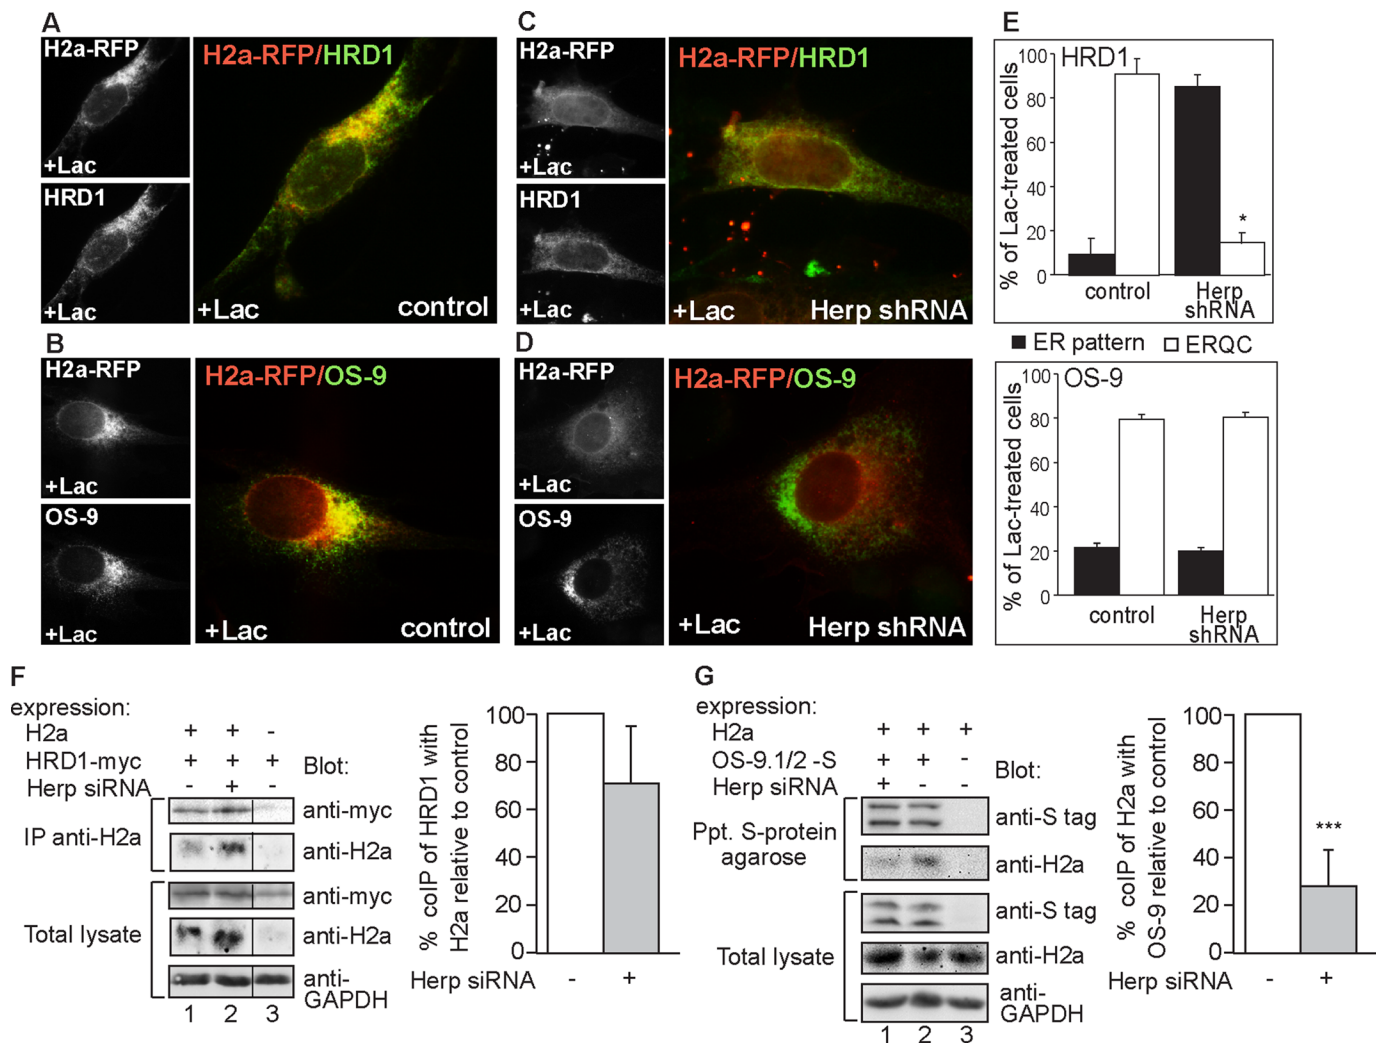 A
H2a-RFP
+Lac
HRD1
+Lac
H2a-RFP/HRD1
+Lac
control
B
H2a-RFP
+Lac
OS-9
+Lac
H2a-RFP/OS-9
+Lac
control
C
H2a-RFP
+Lac
HRD1
+Lac
H2a-RFP/HRD1
+Lac
Herp shRNA
D
H2a-RFP
+Lac
OS-9
+Lac
H2a-RFP/OS-9
+Lac
Herp shRNA
E
HRD1
% of Lac-treated cells
100
80
60
40
20
0
*
control
Herp
shRNA
ER pattern
ERQC
OS-9
% of Lac-treated cells
100
80
60
40
20
0
control
Herp
shRNA
F
expression:
H2a + + -
HRD1-myc + + +
Herp siRNA - + -
Blot:
IP anti-H2a
anti-myc
anti-H2a
Total lysate
anti-myc
anti-H2a
anti-
GAPDH
1 2 3
% coIP of HRD1 with
H2a relative to control
100
80
60
40
20
0
Herp siRNA - +
G
expression:
H2a + + +
OS-9.1/2 -S + + -
Herp siRNA + - -
Blot:
Ppt. S-protein
agarose
anti-S tag
anti-H2a
Total lysate
anti-S tag
anti-H2a
anti-
GAPDH
1 2 3
% coIP of H2a with
OS-9 relative to control
100
80
60
40
20
0
***
Herp siRNA - +